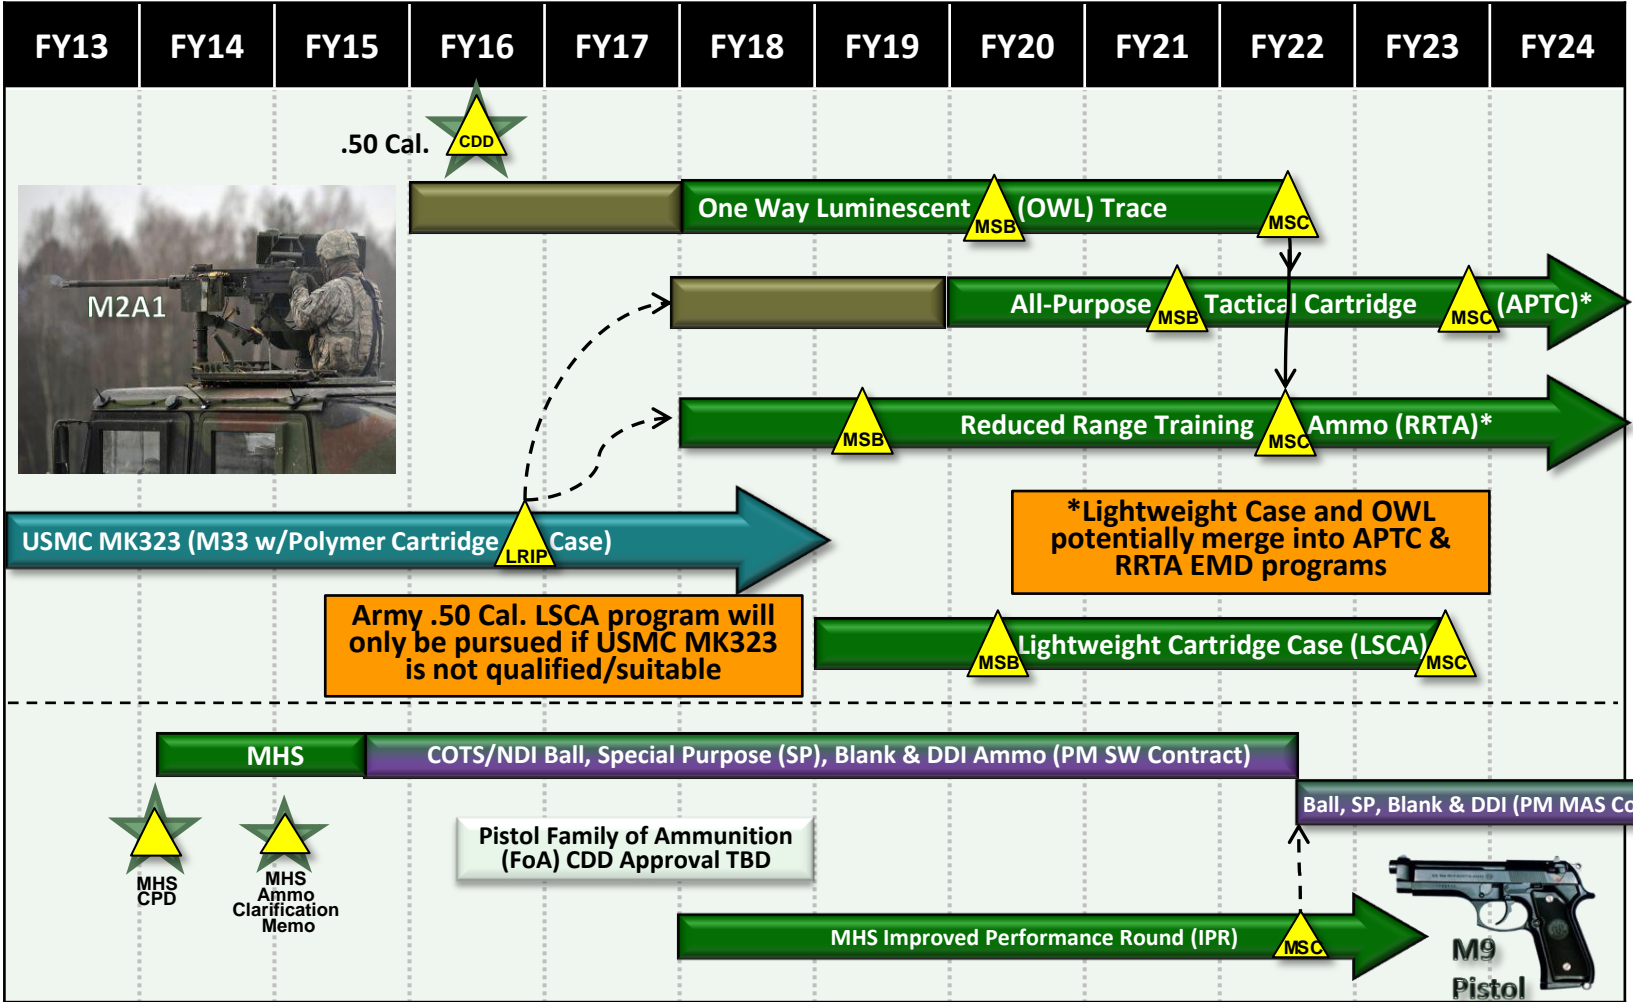 FY13 FY14 FY15 FY16 FY17 FY18 FY19 FY20 FY21 FY22 FY23 FY24
.50 Cal.
CDD
One Way Luminescent (OWL) Trace
MSB
MSC
M2A1
All-Purpose Tactical Cartridge (APTC)*
MSB
MSC
Reduced Range Training Ammo (RRTA)*
MSB
MSC
USMC MK323 (M33 w/Polymer Cartridge Case)
LRIP
*Lightweight Case and OWL
potentially merge into APTC &
RRTA EMD programs
Army .50 Cal. LSCA program will
only be pursued if USMC MK323
is not qualified/suitable
Lightweight Cartridge Case (LSCA)
MSB
MSC
MHS
COTS/NDI Ball, Special Purpose (SP), Blank & DDI Ammo (PM SW Contract)
Ball, SP, Blank & DDI (PM MAS Co
MHS
CPD
MHS
Ammo
Clarification
Memo
Pistol Family of Ammunition
(FoA) CDD Approval TBD
MHS Improved Performance Round (IPR)
MSC
M9
Pistol